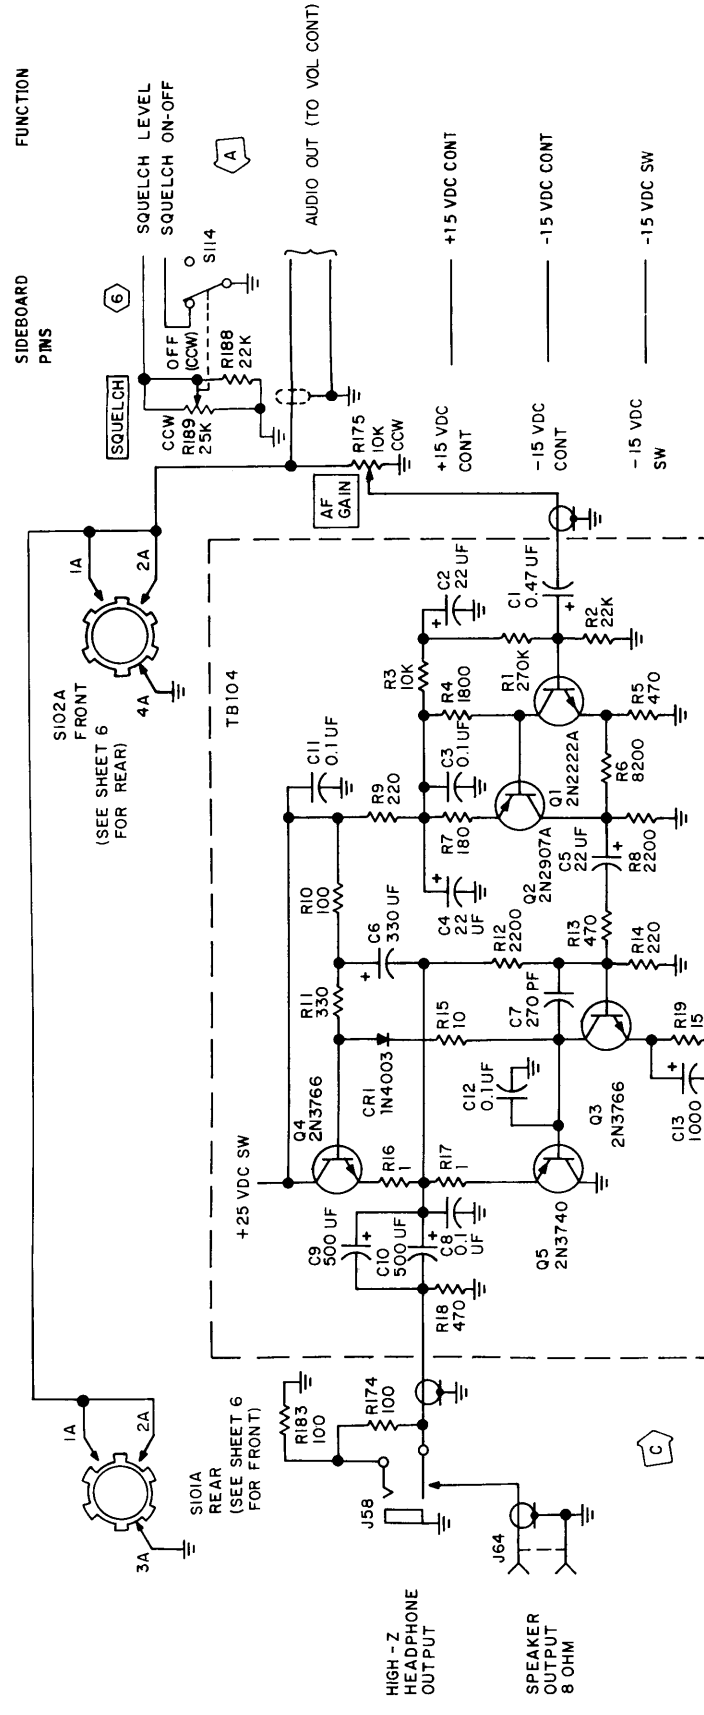 SIDEBOARD
PINS
FUNCTION
SQUELCH
6
SQUELCH LEVEL
SQUELCH ON-OFF
OFF
(CCW)
S114
A
CCW
R189
25K
R188
22K
AUDIO OUT (TO VOL CONT)
R175
10K
CCW
AF
GAIN
+15 VDC
CONT
+15 VDC CONT
-15 VDC
CONT
-15 VDC CONT
-15 VDC
SW
-15 VDC SW
1A
2A
4A
S102A
FRONT
(SEE SHEET 6
FOR REAR)
1A
2A
3A
S101A
REAR
(SEE SHEET 6
FOR FRONT)
TB104
+25 VDC SW
C11
0.1 UF
R10
100
R9
220
R3
10K
C2
22 UF
+
R11
330
C6
330 UF
+
C4
22
UF
+
R7
180
C3
0.1 UF
R4
1800
R1
270K
C1
0.47 UF
+
R2
22K
Q4
2N3766
CR1
1N4003
R15
10
R12
2200
Q2
2N2907A
Q1
2N2222A
R5
470
R6
8200
C5
22 UF
+
R8
2200
R13
470
R14
220
C7
270 PF
C12
0.1 UF
Q3
2N3766
R19
15
C13
1000
+
R16
1
R17
1
Q5
2N3740
C9
500 UF
+
C10
500 UF
+
C8
0.1
UF
R18
470
R183
100
R174
100
J58
J64
C
HIGH-Z
HEADPHONE
OUTPUT
SPEAKER
OUTPUT
8 OHM